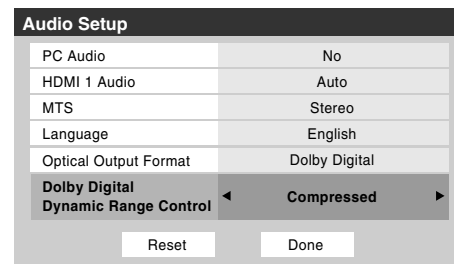 Audio Setup
PC Audio No
HDMI 1 Audio Auto
MTS Stereo
Language English
Optical Output Format Dolby Digital
Dolby Digital
Dynamic Range Control Compressed
Reset Done